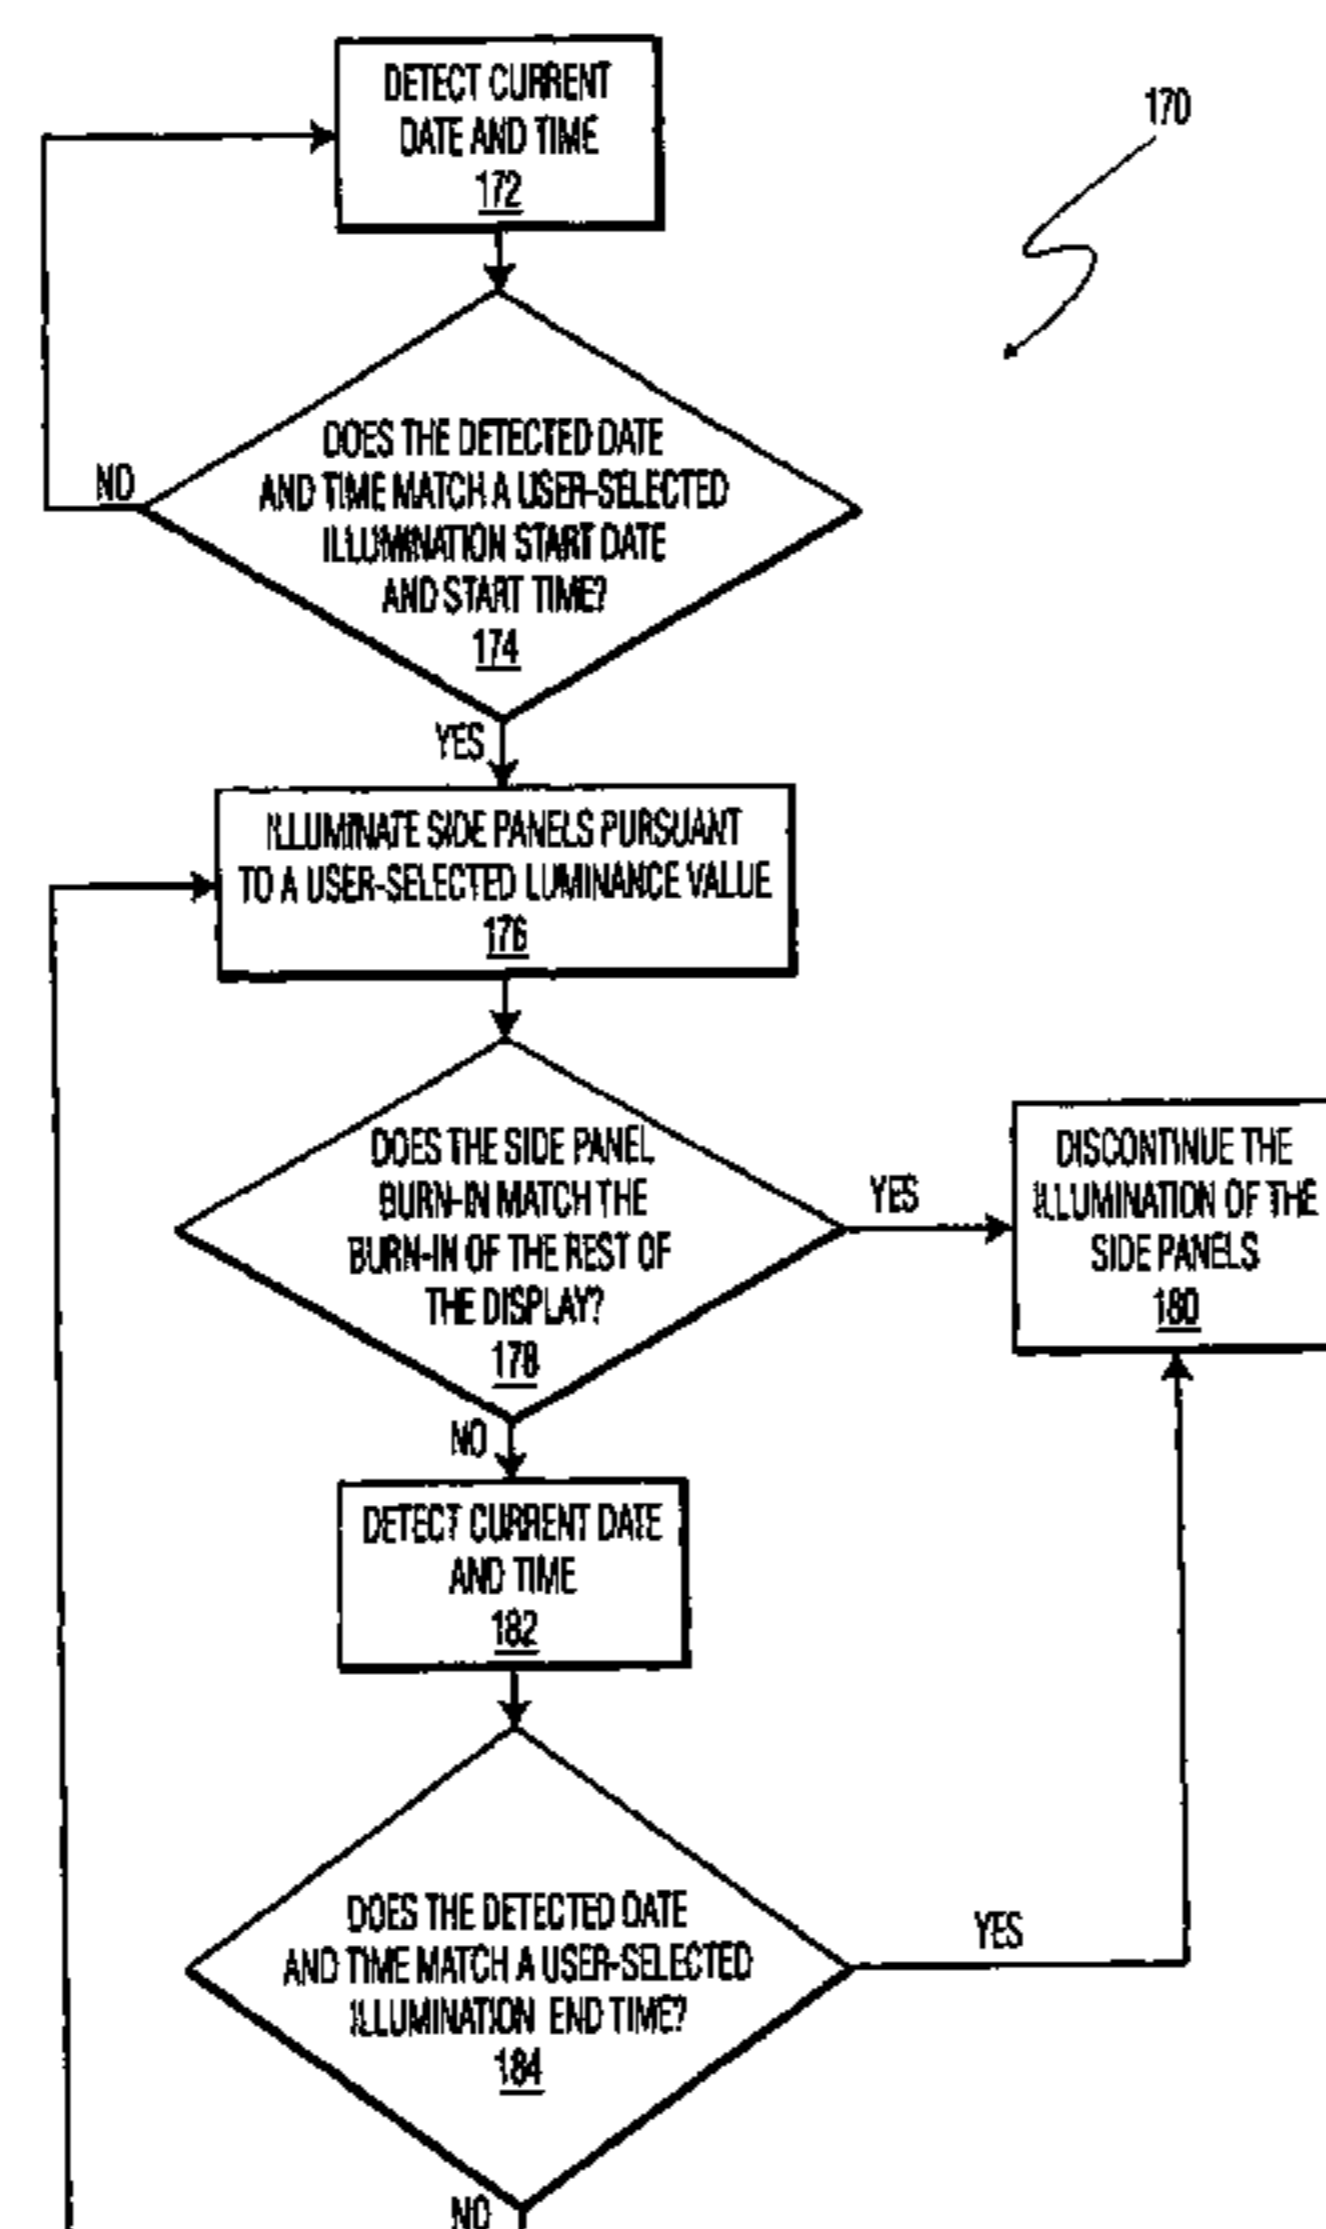 DETECT CURRENT
DATE AND TIME
172
170
NO
DOES THE DETECTED DATE
AND TIME MATCH A USER-SELECTED
ILLUMINATION START DATE
AND START TIME?
174
YES
ILLUMINATE SIDE PANELS PURSUANT
TO A USER-SELECTED LUMINANCE VALUE
176
DOES THE SIDE PANEL
BURN-IN MATCH THE
BURN-IN OF THE REST OF
THE DISPLAY?
178
YES
DISCONTINUE THE
ILLUMINATION OF THE
SIDE PANELS
180
NO
DETECT CURRENT DATE
AND TIME
182
DOES THE DETECTED DATE
AND TIME MATCH A USER-SELECTED
ILLUMINATION END TIME?
184
YES
NO